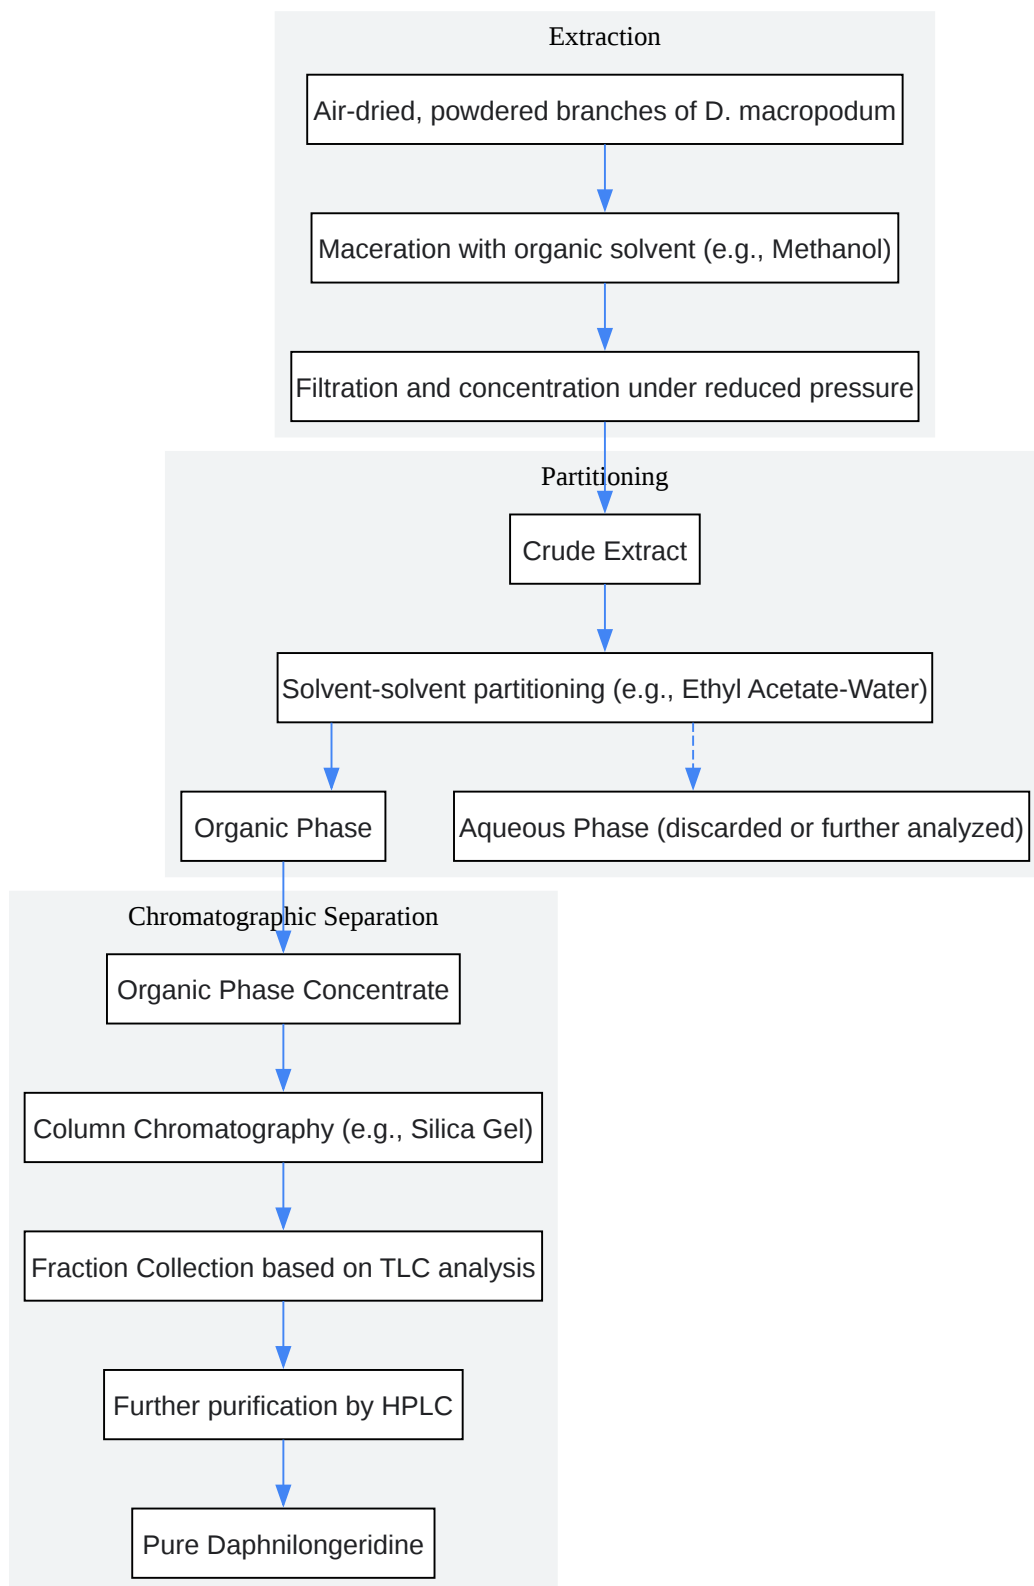 Extraction
Air-dried, powdered branches of D. macropodum
Maceration with organic solvent (e.g., Methanol)
Filtration and concentration under reduced pressure
Partitioning
Crude Extract
Solvent-solvent partitioning (e.g., Ethyl Acetate-Water)
Organic Phase
Aqueous Phase (discarded or further analyzed)
Chromatographic Separation
Organic Phase Concentrate
Column Chromatography (e.g., Silica Gel)
Fraction Collection based on TLC analysis
Further purification by HPLC
Pure Daphnilongeridine